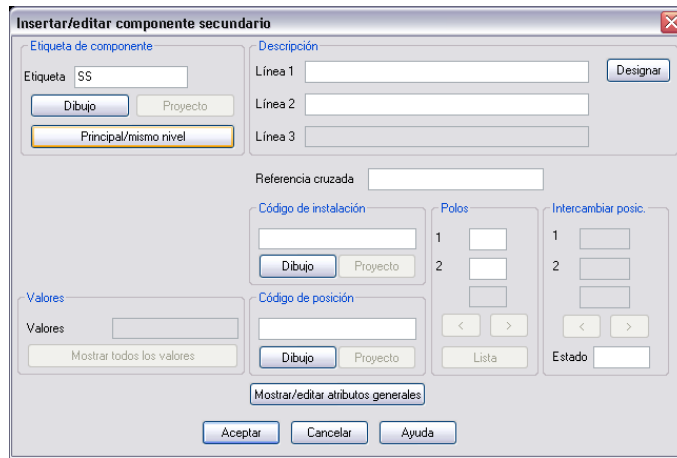 Insertar/editar componente secundario
Etiqueta de componente
Etiqueta SS
Dibujo Proyecto
Principal/mismo nivel
Descripción
Línea 1 Designar
Línea 2
Línea 3
Referencia cruzada
Código de instalación
Dibujo Proyecto
Polos
1
2
< >
Lista
Intercambiar posic.
1
2
< >
Estado
Valores
Valores
Mostrar todos los valores
Código de posición
Dibujo Proyecto
Mostrar/editar atributos generales
Aceptar Cancelar Ayuda